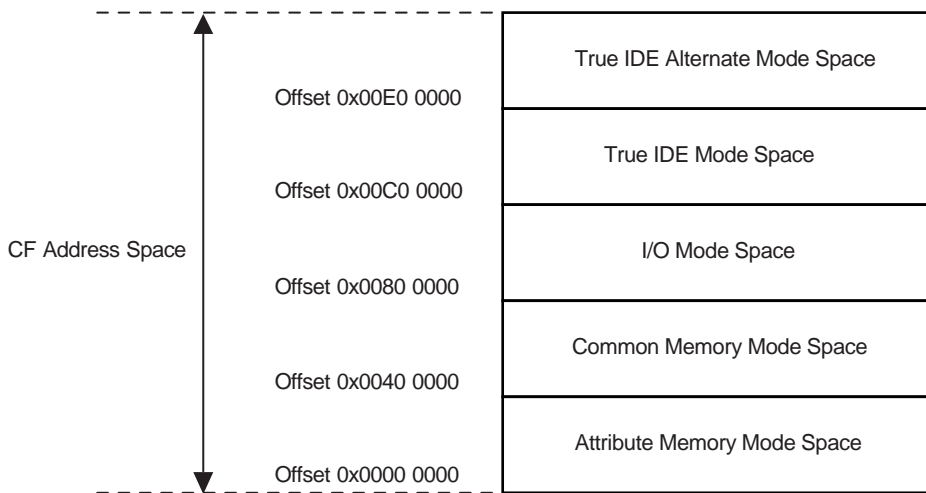 True IDE Alternate Mode Space
Offset 0x00E0 0000
True IDE Mode Space
Offset 0x00C0 0000
CF Address Space
I/O Mode Space
Offset 0x0080 0000
Common Memory Mode Space
Offset 0x0040 0000
Attribute Memory Mode Space
Offset 0x0000 0000